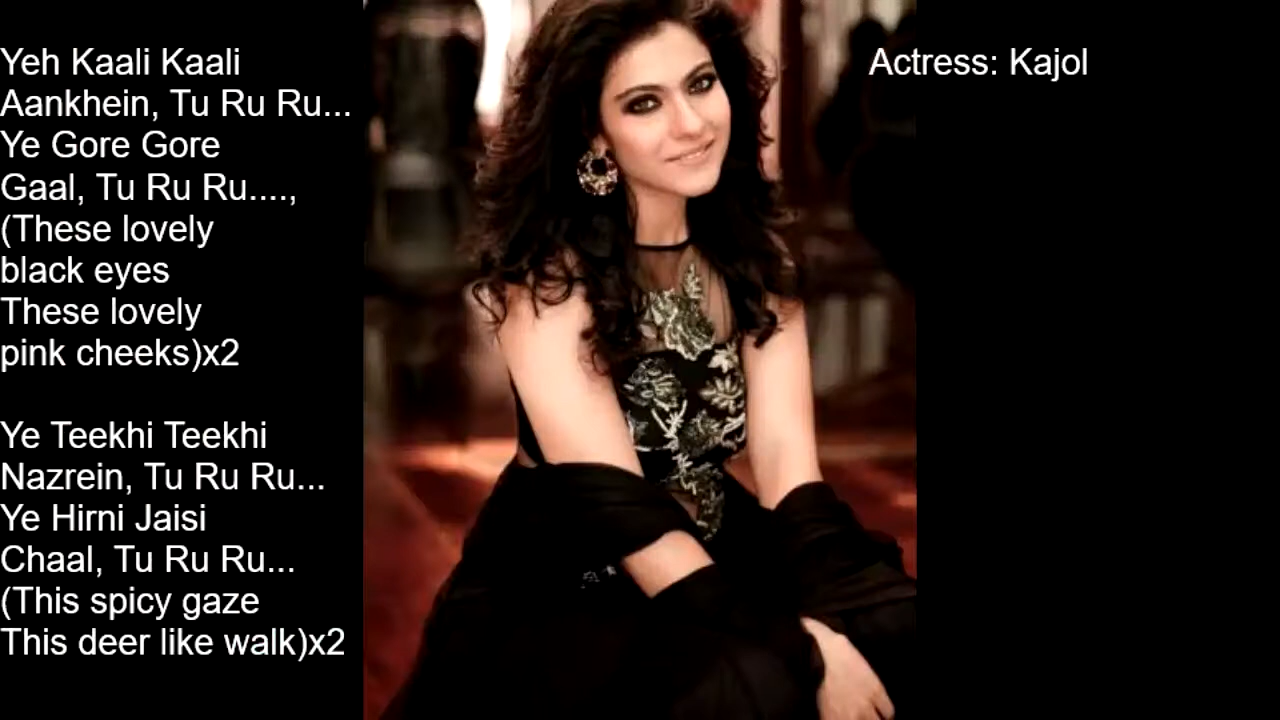 Yeh Kaali Kaali
Aankhein, Tu Ru Ru...
Ye Gore Gore
Gaal, Tu Ru Ru....,
(These lovely
black eyes
These lovely
pink cheeks)x2
Ye Teekhi Teekhi
Nazrein, Tu Ru Ru...
Ye Hirni Jaisi
Chaal, Tu Ru Ru...
(This spicy gaze
This deer like walk)x2
Actress: Kajol